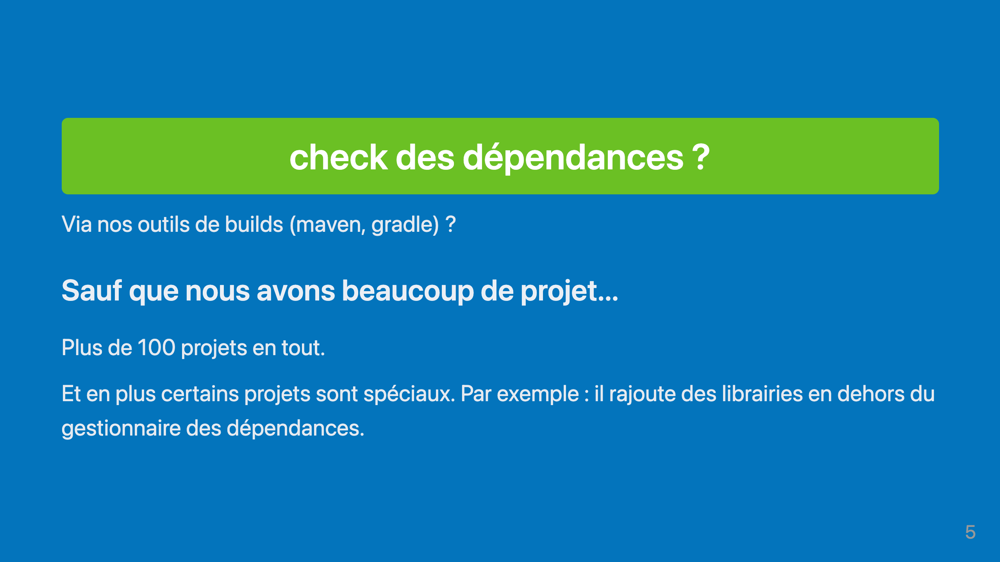 check des dépendances ?
Via nos outils de builds (maven, gradle) ?
Sauf que nous avons beaucoup de projet...
Plus de 100 projets en tout.
Et en plus certains projets sont spéciaux. Par exemple : il rajoute des librairies en dehors du
gestionnaire des dépendances.
5